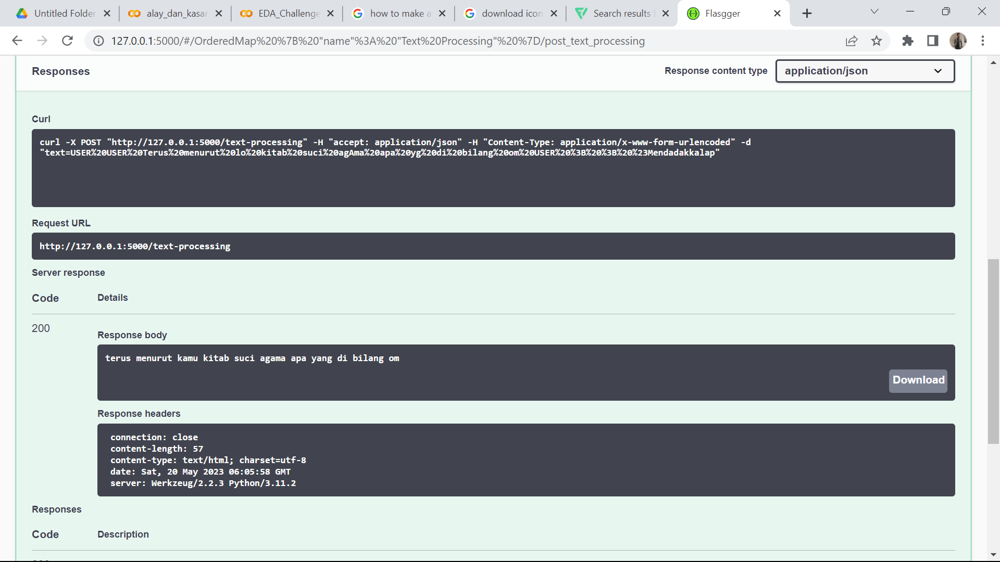 Untitled Folder
alay_dan_kasar
EDA_Challenge
how to make a
download icon
Search results f
Flasgger
127.0.0.1:5000/#/OrderedMap%20%7B%20"name"%3A%20"Text%20Processing"%20%7D/post_text_processing
Responses
Response content type
application/json
Curl
curl -X POST "http://127.0.0.1:5000/text-processing" -H "accept: application/json" -H "Content-Type: application/x-www-form-urlencoded" -d
"text=USER%20USER%20Terus%20menurut%20lo%20kitab%20suci%20agAma%20apa%20yg%20di%20bilang%20om%20USER%20%3B%20%3B%20%23Mendadakkalap"
Request URL
http://127.0.0.1:5000/text-processing
Server response
Code Details
200
Response body
terus menurut kamu kitab suci agama apa yang di bilang om
Download
Response headers
connection: close
content-length: 57
content-type: text/html; charset=utf-8
date: Sat, 20 May 2023 06:05:58 GMT
server: Werkzeug/2.2.3 Python/3.11.2
Responses
Code Description